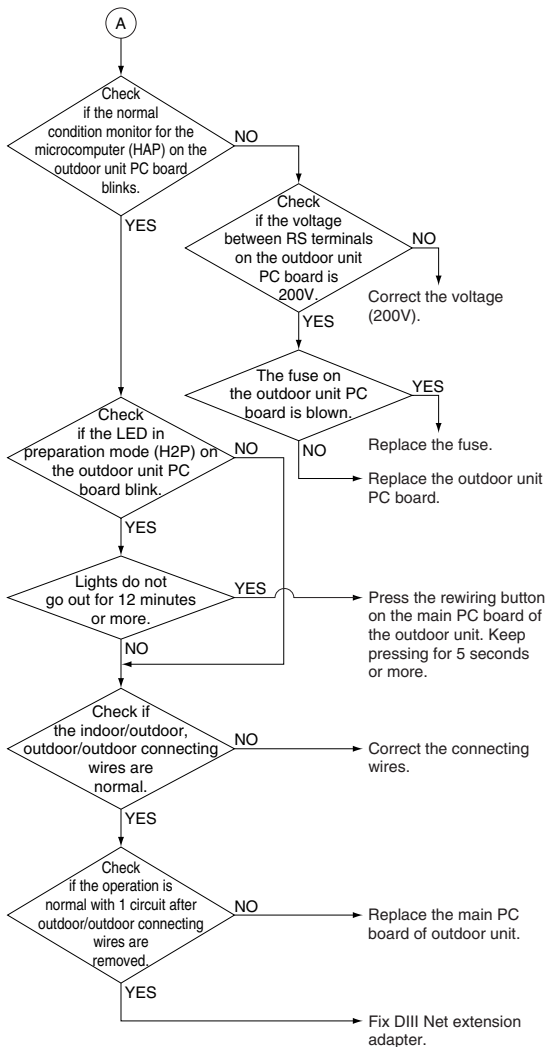 A
Check
if the normal
condition monitor for the
microcomputer (HAP) on the
outdoor unit PC board
blinks.
NO
YES
Check
if the voltage
between RS terminals
on the outdoor unit
PC board is
200V.
NO
Correct the voltage
(200V).
YES
The fuse on
the outdoor unit PC
board is blown.
YES
Replace the fuse.
NO
Replace the outdoor unit
PC board.
Check
if the LED in
preparation mode (H2P) on
the outdoor unit PC
board blink.
NO
YES
Lights do not
go out for 12 minutes
or more.
YES
Press the rewiring button
on the main PC board of
the outdoor unit. Keep
pressing for 5 seconds
or more.
NO
Check if
the indoor/outdoor,
outdoor/outdoor connecting
wires are
normal.
NO
Correct the connecting
wires.
YES
Check
if the operation is
normal with 1 circuit after
outdoor/outdoor connecting
wires are
removed.
NO
Replace the main PC
board of outdoor unit.
YES
Fix DIII Net extension
adapter.